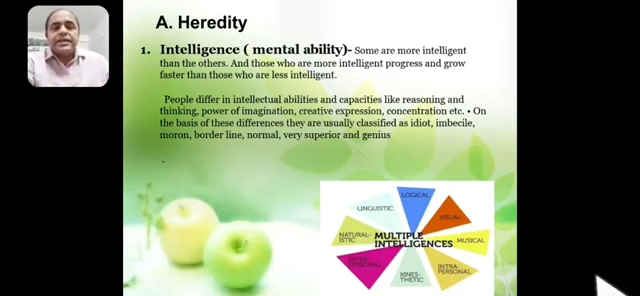 A. Heredity
1. Intelligence ( mental ability)- Some are more intelligent
than the others. And those who are more intelligent progress and grow
faster than those who are less intelligent.
People differ in intellectual abilities and capacities like reasoning and
thinking, power of imagination, creative expression, concentration etc. • On
the basis of these differences they are usually classified as idiot, imbecile,
moron, border line, normal, very superior and genius
.
LOGICAL
LINGUISTIC
VISUAL
NATURAL-
ISTIC
MULTIPLE
INTELLIGENCES
MUSICAL
INTER
PERSONAL
KINES-
THETIC
INTRA-
PERSONAL